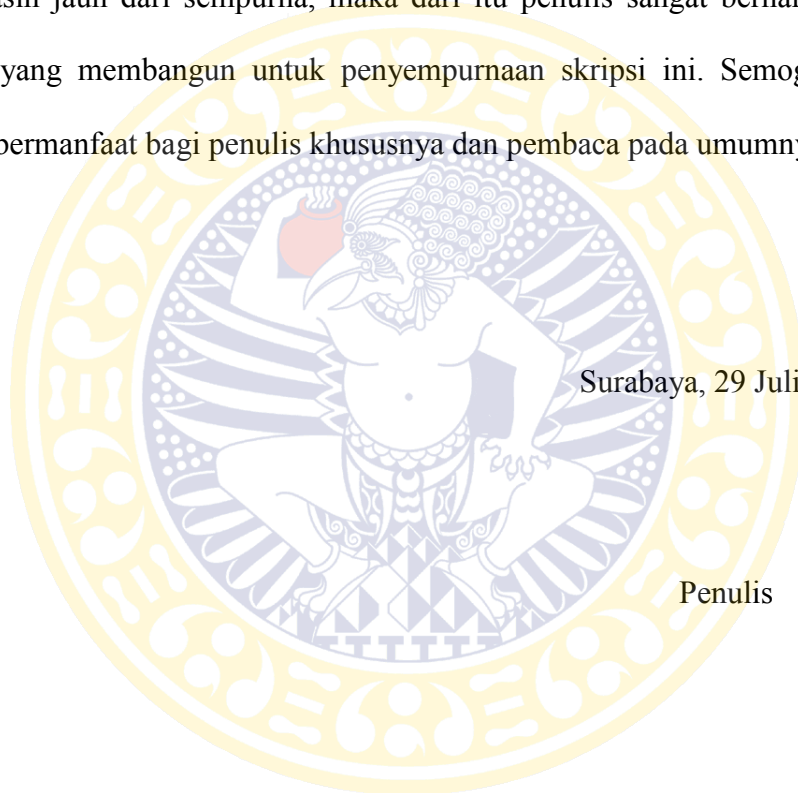 jauh dari sempurna, maka dari itu penulis sangat
yang membangun untuk penyempurnaan skripsi ini.
bermanfaat bagi penulis khususnya dan pembaca pada
Surabaya, 29 Juli
Penulis